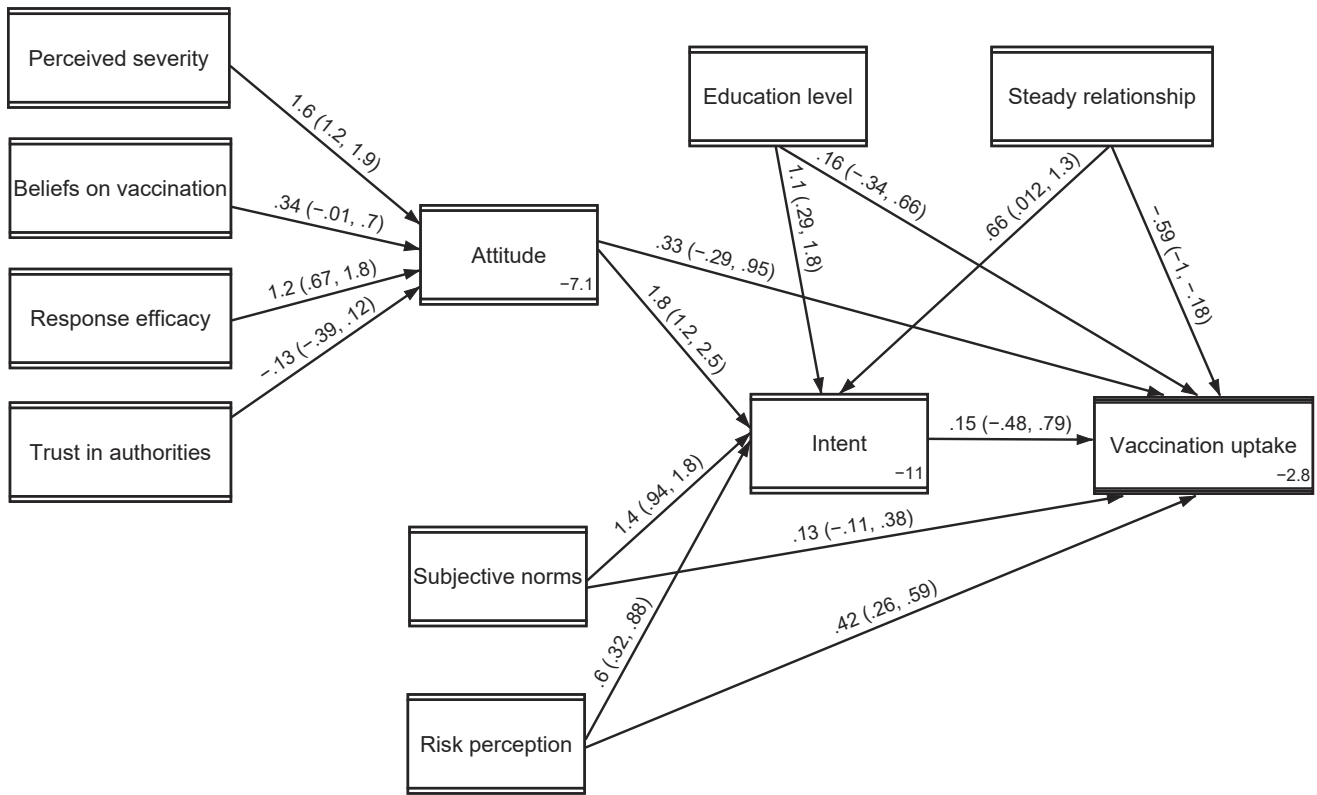 Perceived severity
Education level
Steady relationship
1.6 (1.2, 1.9)
Beliefs on vaccination
.34 (−.01, .7)
.16 (−.34, .66)
1.1 (.29, 1.8)
.66 (.012, 1.3)
−.59 (−1, −.18)
Attitude
−7.1
.33 (−.29, .95)
Response efficacy
1.2 (.67, 1.8)
−.13 (−.39, .12)
1.8 (1.2, 2.5)
Trust in authorities
Intent
−11
.15 (−.48, .79)
Vaccination uptake
−2.8
1.4 (.94, 1.8)
.13 (−.11, .38)
Subjective norms
.6 (.32, .88)
.42 (.26, .59)
Risk perception